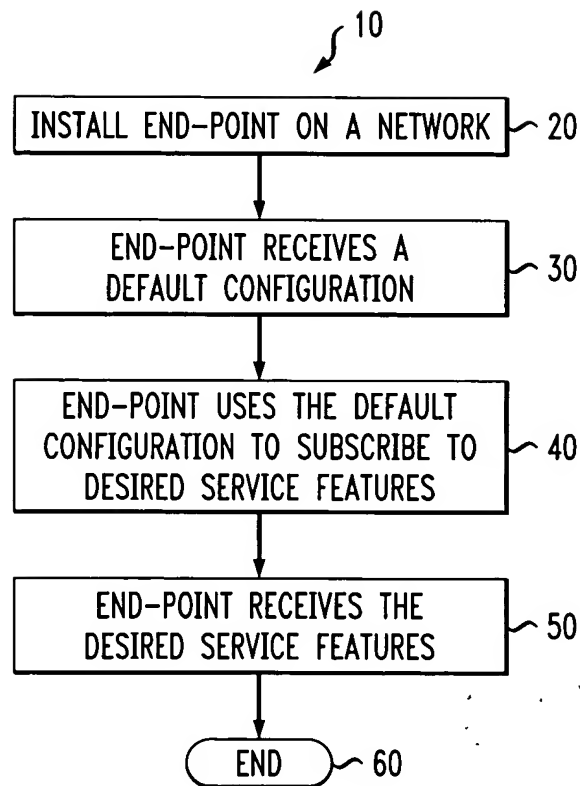 10
INSTALL END-POINT ON A NETWORK
20
END-POINT RECEIVES A
DEFAULT CONFIGURATION
30
END-POINT USES THE DEFAULT
CONFIGURATION TO SUBSCRIBE TO
DESIRED SERVICE FEATURES
40
END-POINT RECEIVES THE
DESIRED SERVICE FEATURES
50
END
60